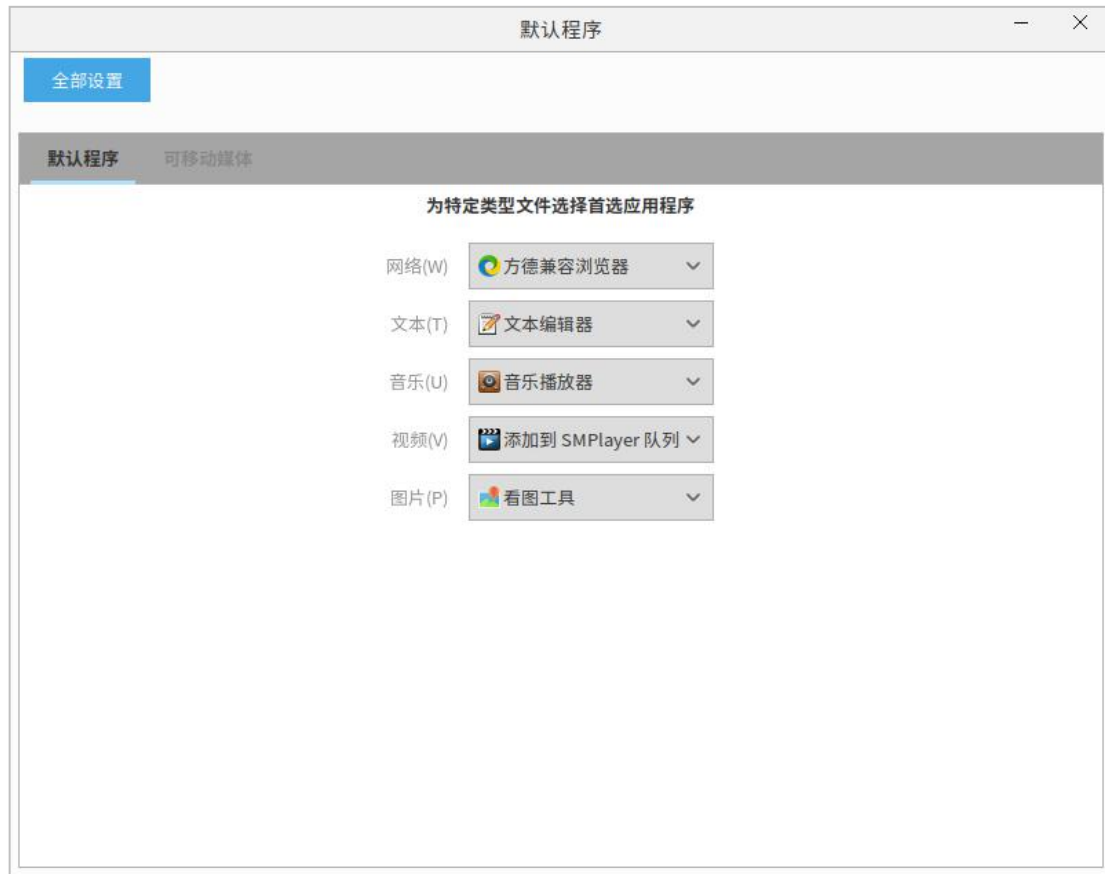 默认程序
全部设置
默认程序 可移动媒体
为特定类型文件选择首选应用程序
网络(W) 方德兼容浏览器
文本(T) 文本编辑器
音乐(U) 音乐播放器
视频(V) 添加到 SMPlayer 队列
图片(P) 看图工具